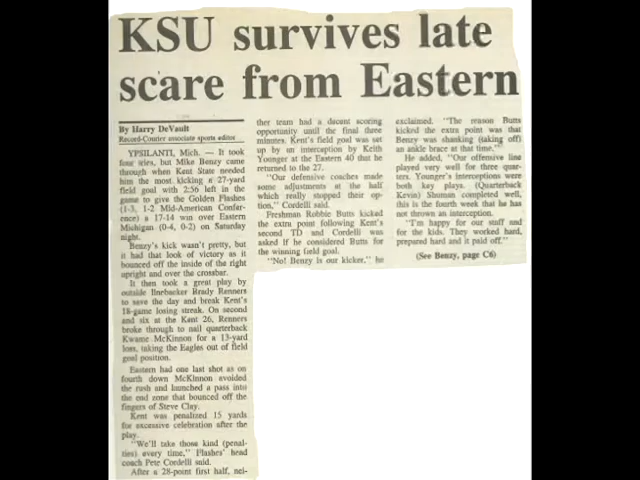 KSU survives late
scare from Eastern
By Harry DeVault
Record-Courier associate sports editor
YPSILANTI, Mich. — It took
four tries, but Mike Benzy came
through when Kent State needed
him the most kicking a 27-yard
field goal with 2:56 left in the
game to give the Golden Flashes
(1-3, 1-2 Mid-American Confer-
ence) a 17-14 win over Eastern
Michigan (0-4, 0-2) on Saturday
night.
Benzy's kick wasn't pretty, but
it had that look of victory as it
bounced off the inside of the right
upright and over the crossbar.
It then took a great play by
outside linebacker Brady Renners
to save the day and break Kent's
18-game losing streak. On second
and six at the Kent 26, Renners
broke through to nail quarterback
Kwame McKinnon for a 13-yard
loss, taking the Eagles out of field
goal position.
Eastern had one last shot as on
fourth down McKinnon avoided
the rush and launched a pass into
the end zone that bounced off the
fingers of Steve Clay.
Kent was penalized 15 yards
for excessive celebration after the
play.
"We'll take those kind (penal-
ties) every time," Flashes' head
coach Pete Cordelli said.
After a 28-point first half, nei-
ther team had a decent scoring
opportunity until the final three
minutes. Kent's field goal was set
up by an interception by Keith
Younger at the Eastern 40 that he
returned to the 27.
"Our defensive coaches made
some adjustments at the half
which really stopped their op-
tion," Cordelli said.
Freshman Robbie Butts kicked
the extra point following Kent's
second TD and Cordelli was
asked if he considered Butts for
the winning field goal.
"No! Benzy is our kicker," he
exclaimed. "The reason Butts
kicked the extra point was that
Benzy was shanking (taking off)
an ankle brace at that time."
He added, "Our offensive line
played very well for three quar-
ters. Younger's interceptions were
both key plays. (Quarterback
Kevin) Shuman completed well,
this is the fourth week that he has
not thrown an interception.
"I'm happy for our staff and
for the kids. They worked hard,
prepared hard and it paid off."
(See Benzy, page C6)